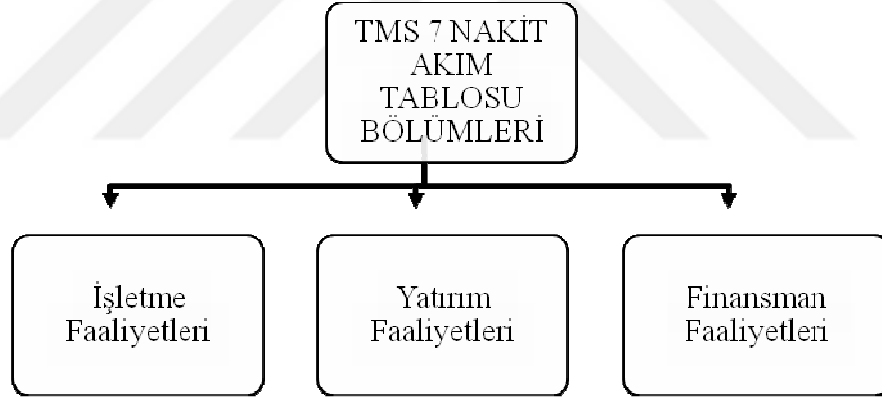 TMS 7 NAKİT
AKIM
TABLOSU
BÖLÜMLERİ
İşletme
Faaliyetleri
Yatırım
Faaliyetleri
Finansman
Faaliyetleri